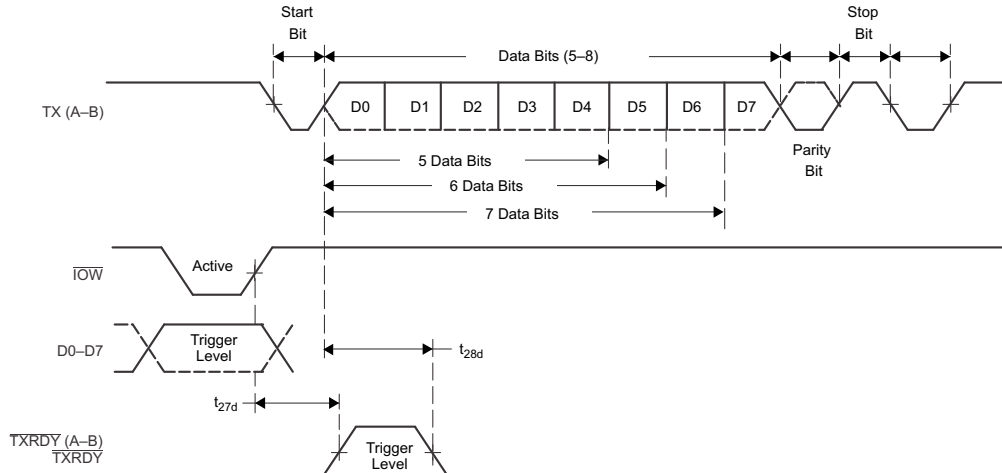 Start
Bit
Data Bits (5–8)
Stop
Bit
TX (A–B)
D0 D1 D2 D3 D4 D5 D6 D7
Parity
Bit
5 Data Bits
6 Data Bits
7 Data Bits
IOW
Active
D0–D7
Trigger
Level
t28d
t27d
TXRDY (A–B)
TXRDY
Trigger
Level